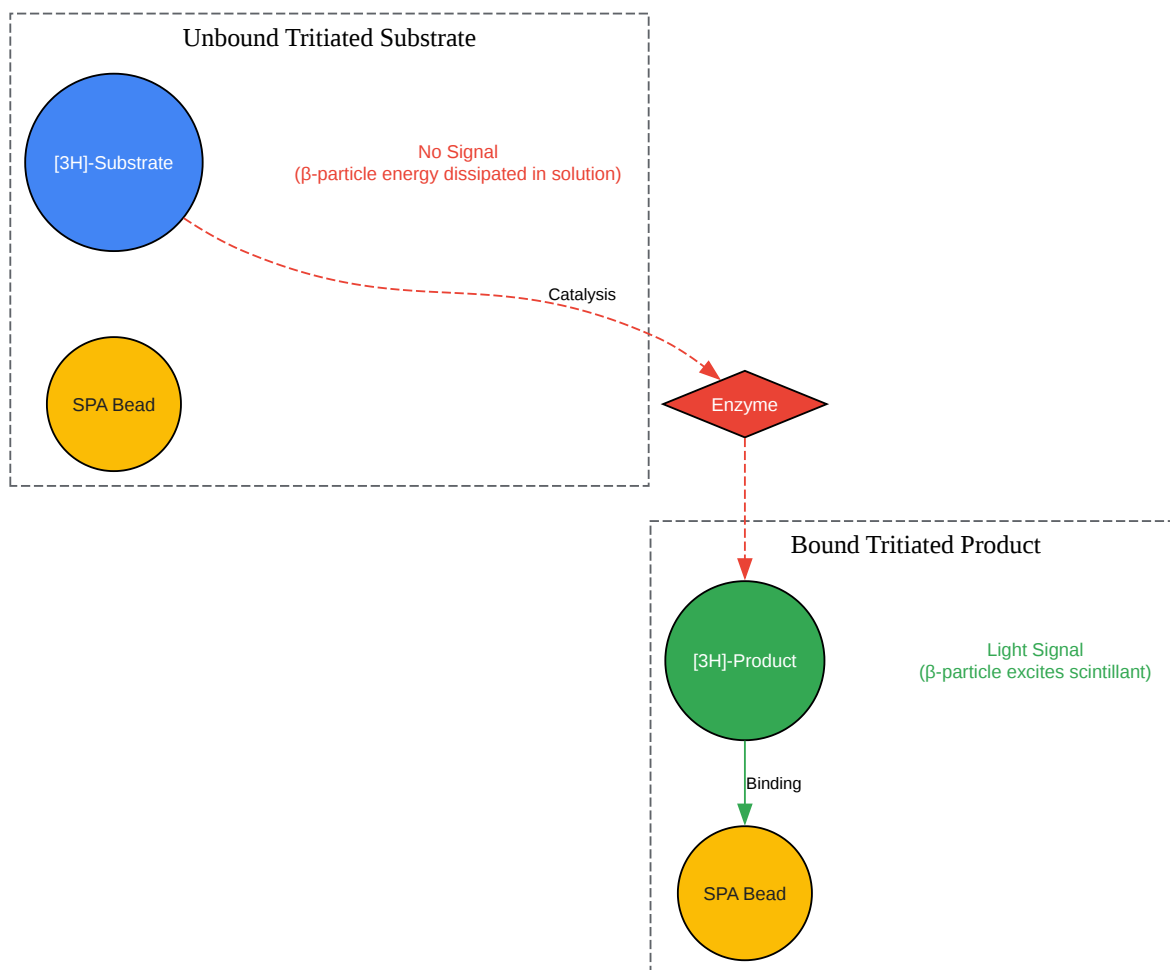 Unbound Tritiated Substrate
[3H]-Substrate
No Signal
(β-particle energy dissipated in solution)
Catalysis
SPA Bead
Enzyme
Bound Tritiated Product
[3H]-Product
Light Signal
(β-particle excites scintillant)
Binding
SPA Bead